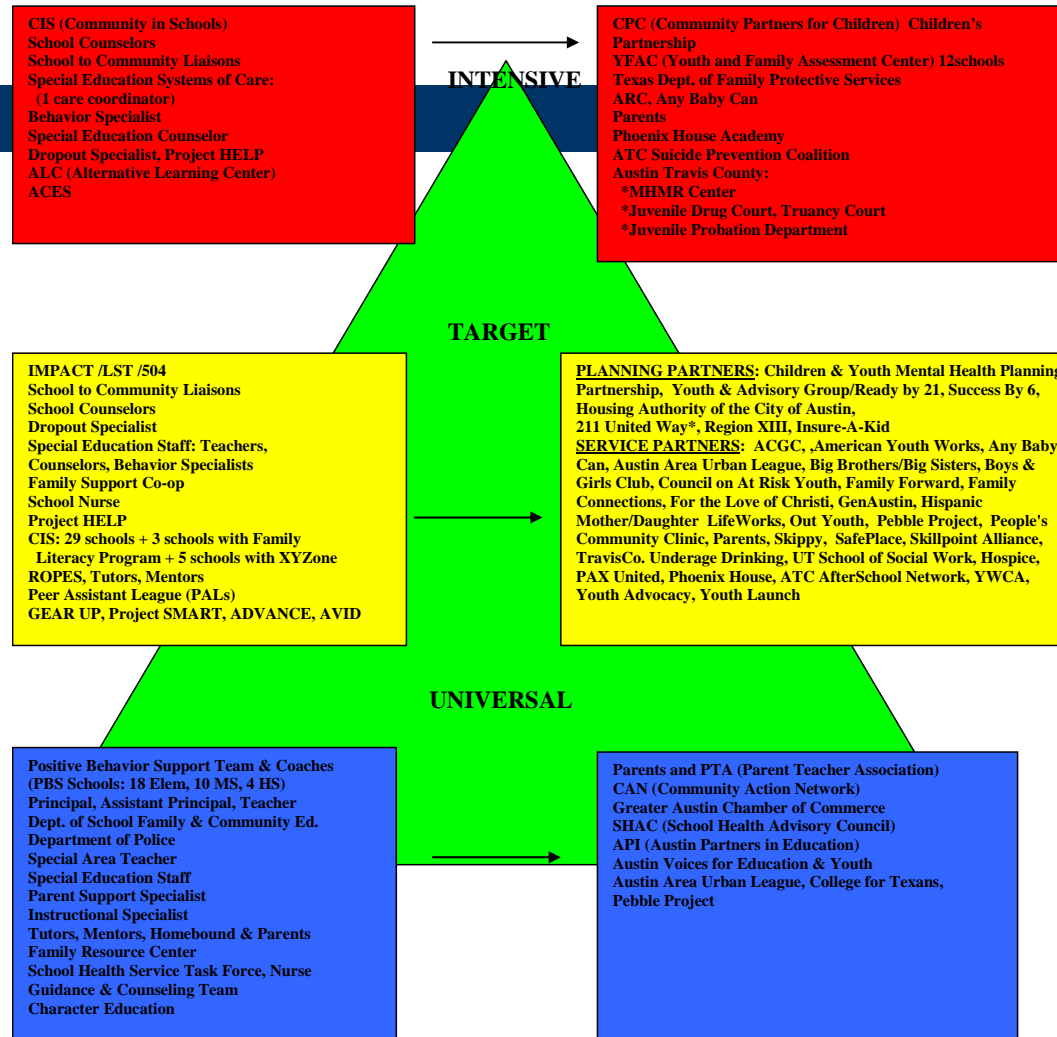 CIS (Community in Schools)
School Counselors
School to Community Liaisons
Special Education Systems of Care:
(1 care coordinator)
Behavior Specialist
Special Education Counselor
Dropout Specialist, Project HELP
ALC (Alternative Learning Center)
ACES
INTENSIVE
CPC (Community Partners for Children) Children's
Partnership
YFAC (Youth and Family Assessment Center) 12schools
Texas Dept. of Family Protective Services
ARC, Any Baby Can
Parents
Phoenix House Academy
ATC Suicide Prevention Coalition
Austin Travis County:
*MHMR Center
*Juvenile Drug Court, Truancy Court
*Juvenile Probation Department
TARGET
IMPACT /LST /504
School to Community Liaisons
School Counselors
Dropout Specialist
Special Education Staff: Teachers,
Counselors, Behavior Specialists
Family Support Co-op
School Nurse
Project HELP
CIS: 29 schools + 3 schools with Family
Literacy Program + 5 schools with XYZone
ROPES, Tutors, Mentors
Peer Assistant League (PALs)
GEAR UP, Project SMART, ADVANCE, AVID
PLANNING PARTNERS: Children & Youth Mental Health Planning
Partnership, Youth & Advisory Group/Ready by 21, Success By 6,
Housing Authority of the City of Austin,
211 United Way*, Region XIII, Insure-A-Kid
SERVICE PARTNERS: ACGC, ,American Youth Works, Any Baby
Can, Austin Area Urban League, Big Brothers/Big Sisters, Boys &
Girls Club, Council on At Risk Youth, Family Forward, Family
Connections, For the Love of Christi, GenAustin, Hispanic
Mother/Daughter LifeWorks, Out Youth, Pebble Project, People's
Community Clinic, Parents, Skippy, SafePlace, Skillpoint Alliance,
TravisCo. Underage Drinking, UT School of Social Work, Hospice,
PAX United, Phoenix House, ATC AfterSchool Network, YWCA,
Youth Advocacy, Youth Launch
UNIVERSAL
Positive Behavior Support Team & Coaches
(PBS Schools: 18 Elem, 10 MS, 4 HS)
Principal, Assistant Principal, Teacher
Dept. of School Family & Community Ed.
Department of Police
Special Area Teacher
Special Education Staff
Parent Support Specialist
Instructional Specialist
Tutors, Mentors, Homebound & Parents
Family Resource Center
School Health Service Task Force, Nurse
Guidance & Counseling Team
Character Education
Parents and PTA (Parent Teacher Association)
CAN (Community Action Network)
Greater Austin Chamber of Commerce
SHAC (School Health Advisory Council)
API (Austin Partners in Education)
Austin Voices for Education & Youth
Austin Area Urban League, College for Texans,
Pebble Project